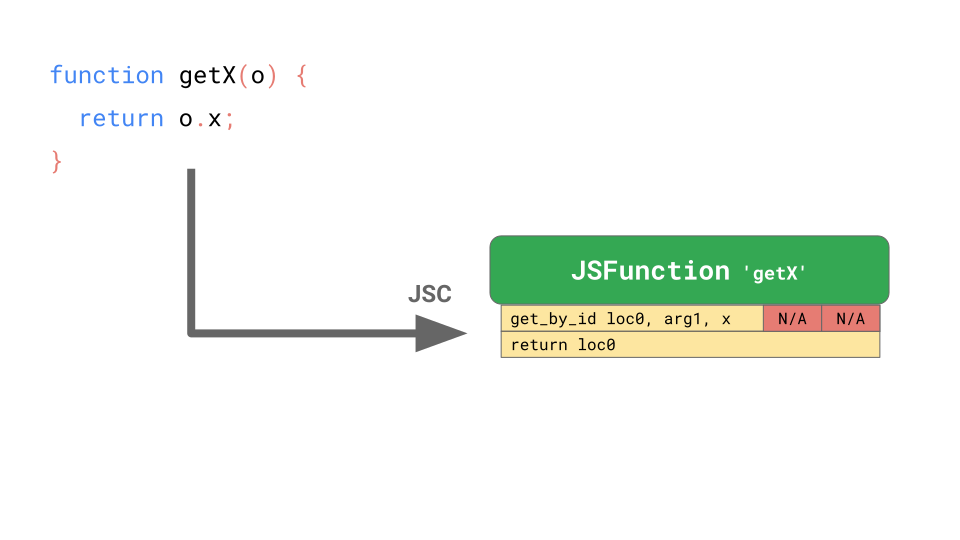 function getX(o) {
  return o.x;
}
JSC
JSFunction 'getX'
get_by_id loc0, arg1, x N/A N/A
return loc0